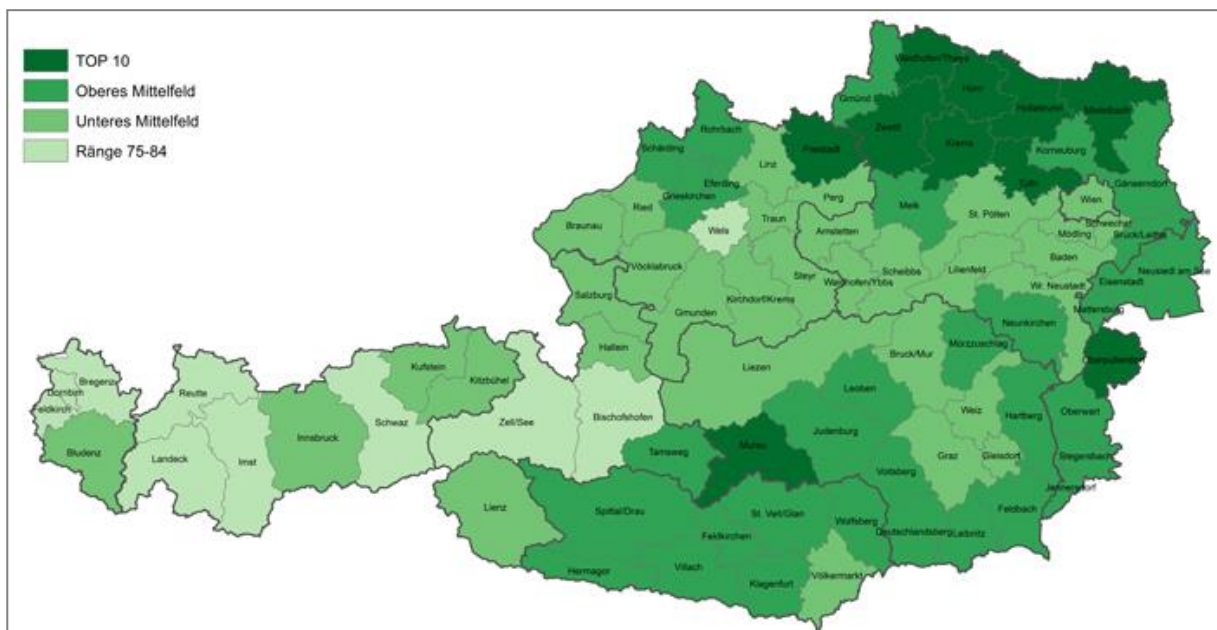 TOP 10
Oberes Mittelfeld
Unteres Mittelfeld
Ränge 75-84
Waidhofen/Thaya
Gmünd
Horn
Hollabrunn
Mistelbach
Zwettl
Krems
Korneuburg
Tulln
Gänserndorf
Rohrbach
Schärding
Freistadt
Linz
Eferding
Grieskirchen
Perg
Melk
St. Pölten
Wien
Schwechat
Mödling
Bruck/Leitha
Ried
Wels
Traun
Amstetten
Braunau
Baden
Vöcklabruck
Steyr
Scheibbs
Lilienfeld
Waidhofen/Ybbs
Wr. Neustadt
Eisenstadt
Neusiedl am See
Salzburg
Gmunden
Kirchdorf/Krems
Mattersburg
Neunkirchen
Hallein
Liezen
Bruck/Mur
Mürzzuschlag
Oberpullendorf
Kufstein
Kitzbühel
Bregenz
Dornbirn
Feldkirch
Reutte
Bludenz
Landeck
Imst
Innsbruck
Schwaz
Zell/See
Bischofshofen
Leoben
Weiz
Hartberg
Oberwart
Tamsweg
Murau
Judenburg
Voitsberg
Graz
Gleisdorf
Jennersdorf
Lienz
Spittal/Drau
St. Veit/Glan
Wolfsberg
Feldbach
Feldkirchen
Deutschlandsberg
Leibnitz
Hermagor
Villach
Klagenfurt
Völkermarkt